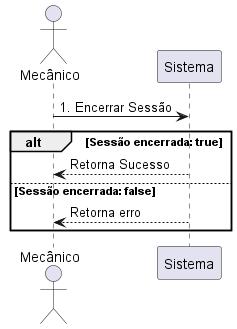 Mecânico
Sistema
1. Encerrar Sessão
alt [Sessão encerrada: true]
Retorna Sucesso
[Sessão encerrada: false]
Retorna erro
Mecânico
Sistema